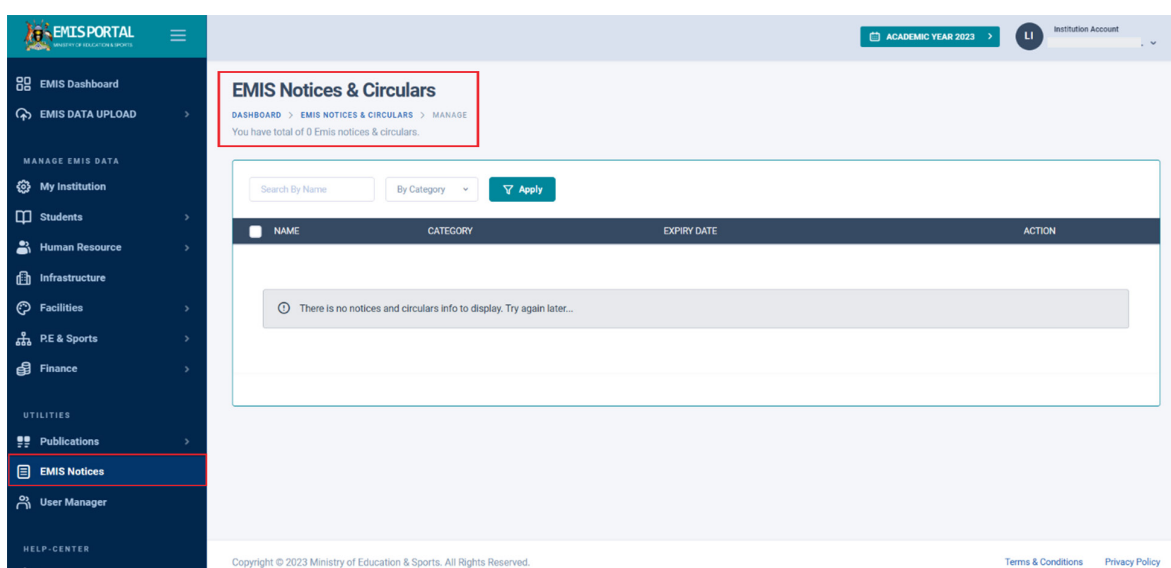 EMIS PORTAL
MINISTRY OF EDUCATION & SPORTS
ACADEMIC YEAR 2023 >
LI
Institution Account
EMIS Dashboard
EMIS DATA UPLOAD >
MANAGE EMIS DATA
My Institution
Students >
Human Resource >
Infrastructure
Facilities >
P.E & Sports >
Finance >
UTILITIES
Publications >
EMIS Notices
User Manager
HELP-CENTER
EMIS Notices & Circulars
DASHBOARD > EMIS NOTICES & CIRCULARS > MANAGE
You have total of 0 Emis notices & circulars.
Search By Name By Category Apply
NAME CATEGORY EXPIRY DATE ACTION
There is no notices and circulars info to display. Try again later...
Copyright © 2023 Ministry of Education & Sports. All Rights Reserved. Terms & Conditions Privacy Policy